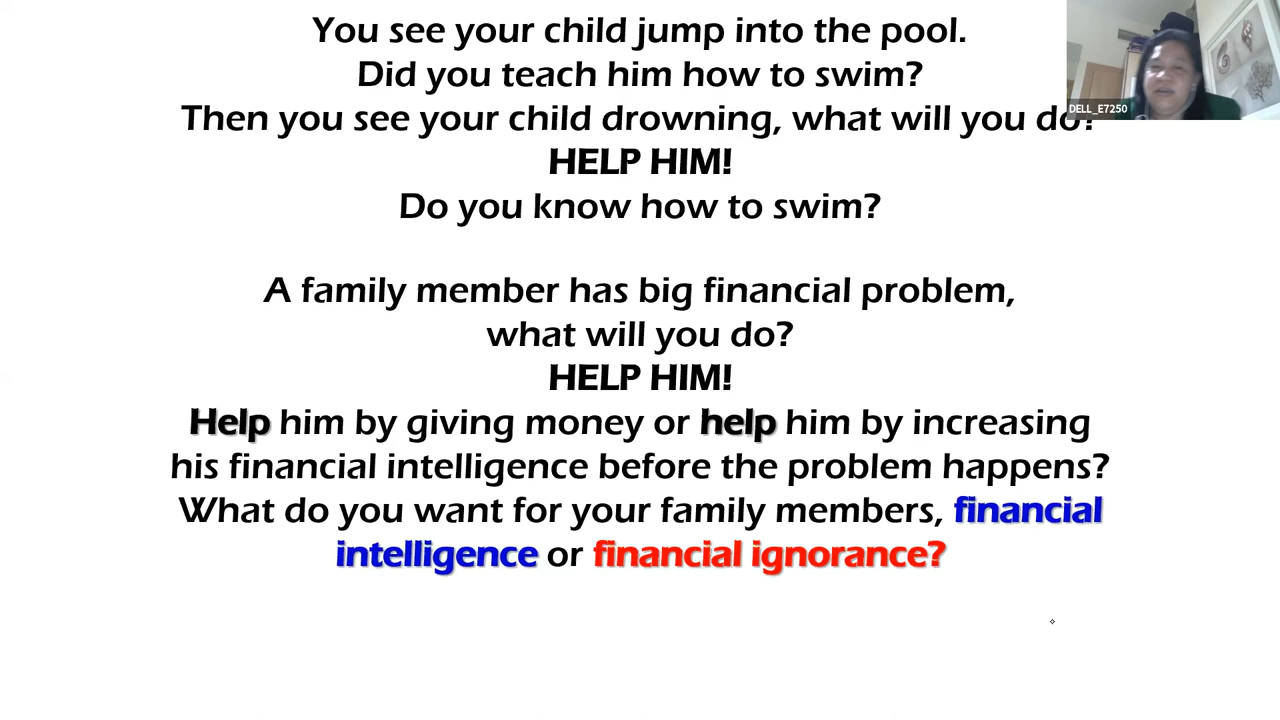 You see your child jump into the pool.
Did you teach him how to swim?
Then you see your child drowning, what will you do?
HELP HIM!
Do you know how to swim?
A family member has big financial problem,
what will you do?
HELP HIM!
Help him by giving money or help him by increasing
his financial intelligence before the problem happens?
What do you want for your family members, financial
intelligence or financial ignorance?
DELL_E7250